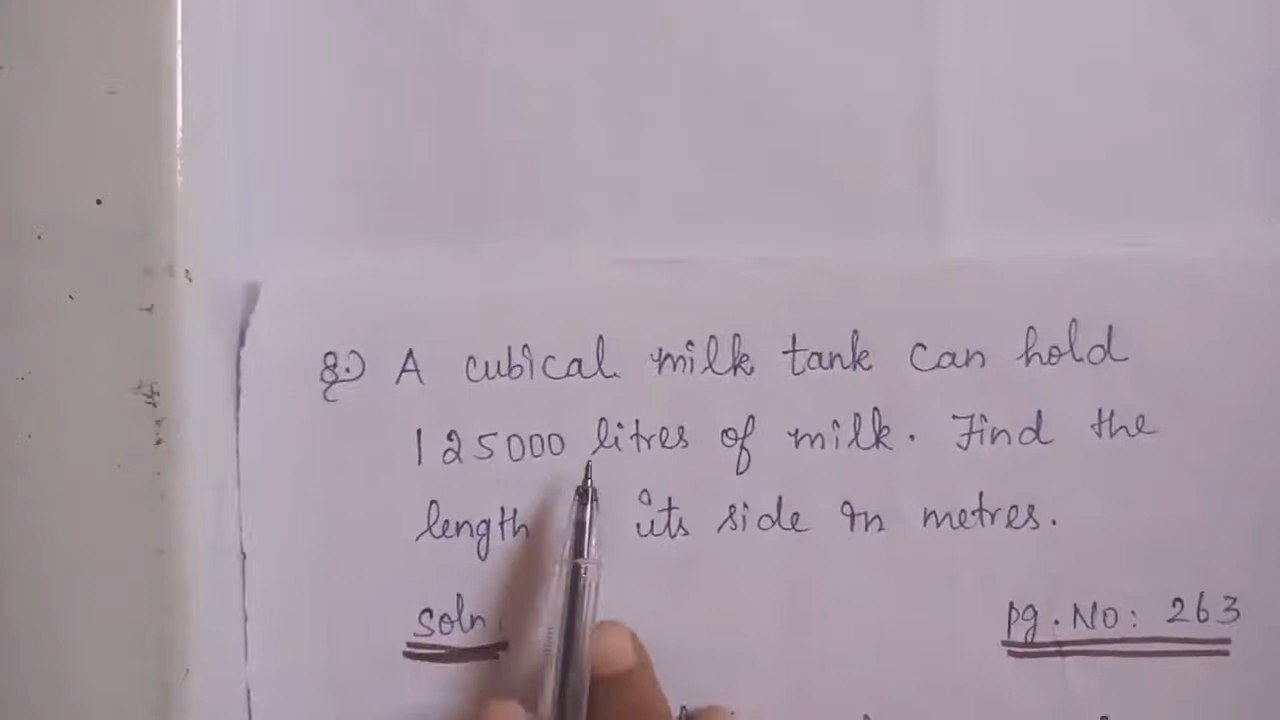 8.) A cubical milk tank can hold
125000 litres of milk. Find the
length its side in metres.
Soln.
Pg. No: 263